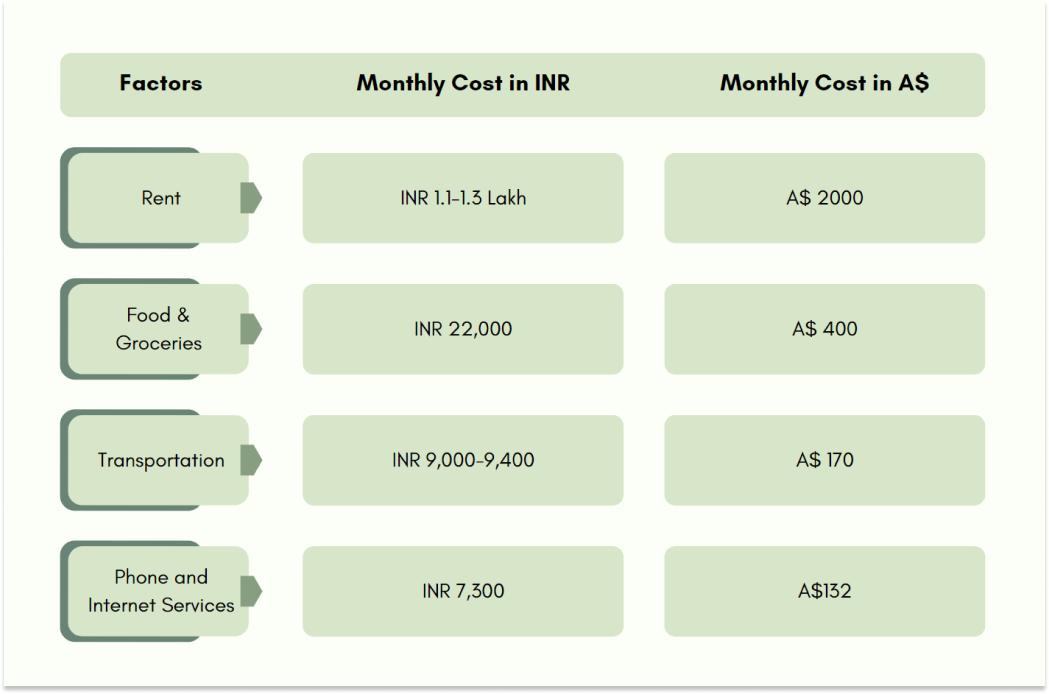 Factors Monthly Cost in INR Monthly Cost in A$
Rent INR 1.1-1.3 Lakh A$ 2000
Food &
Groceries INR 22,000 A$ 400
Transportation INR 9,000-9,400 A$ 170
Phone and
Internet Services INR 7,300 A$132